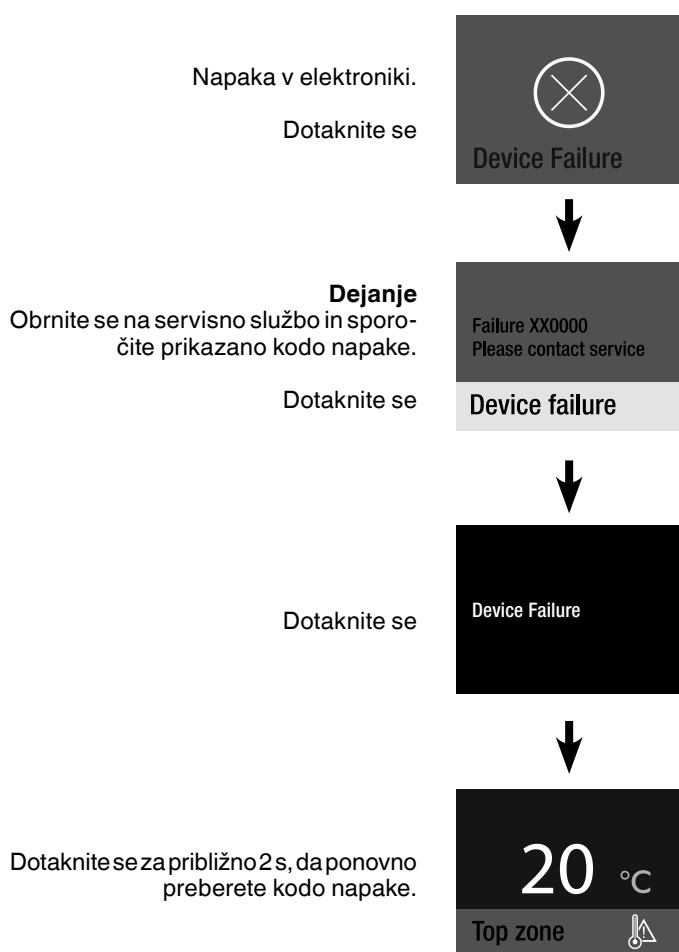 Napaka v elektroniki.
Dotaknite se
Device Failure
Dejanje
Obrnite se na servisno službo in sporo-
čite prikazano kodo napake.
Dotaknite se
Failure XX0000
Please contact service
Device failure
Dotaknite se
Device Failure
Dotaknite se za približno 2 s, da ponovno
preberete kodo napake.
20 °C
Top zone